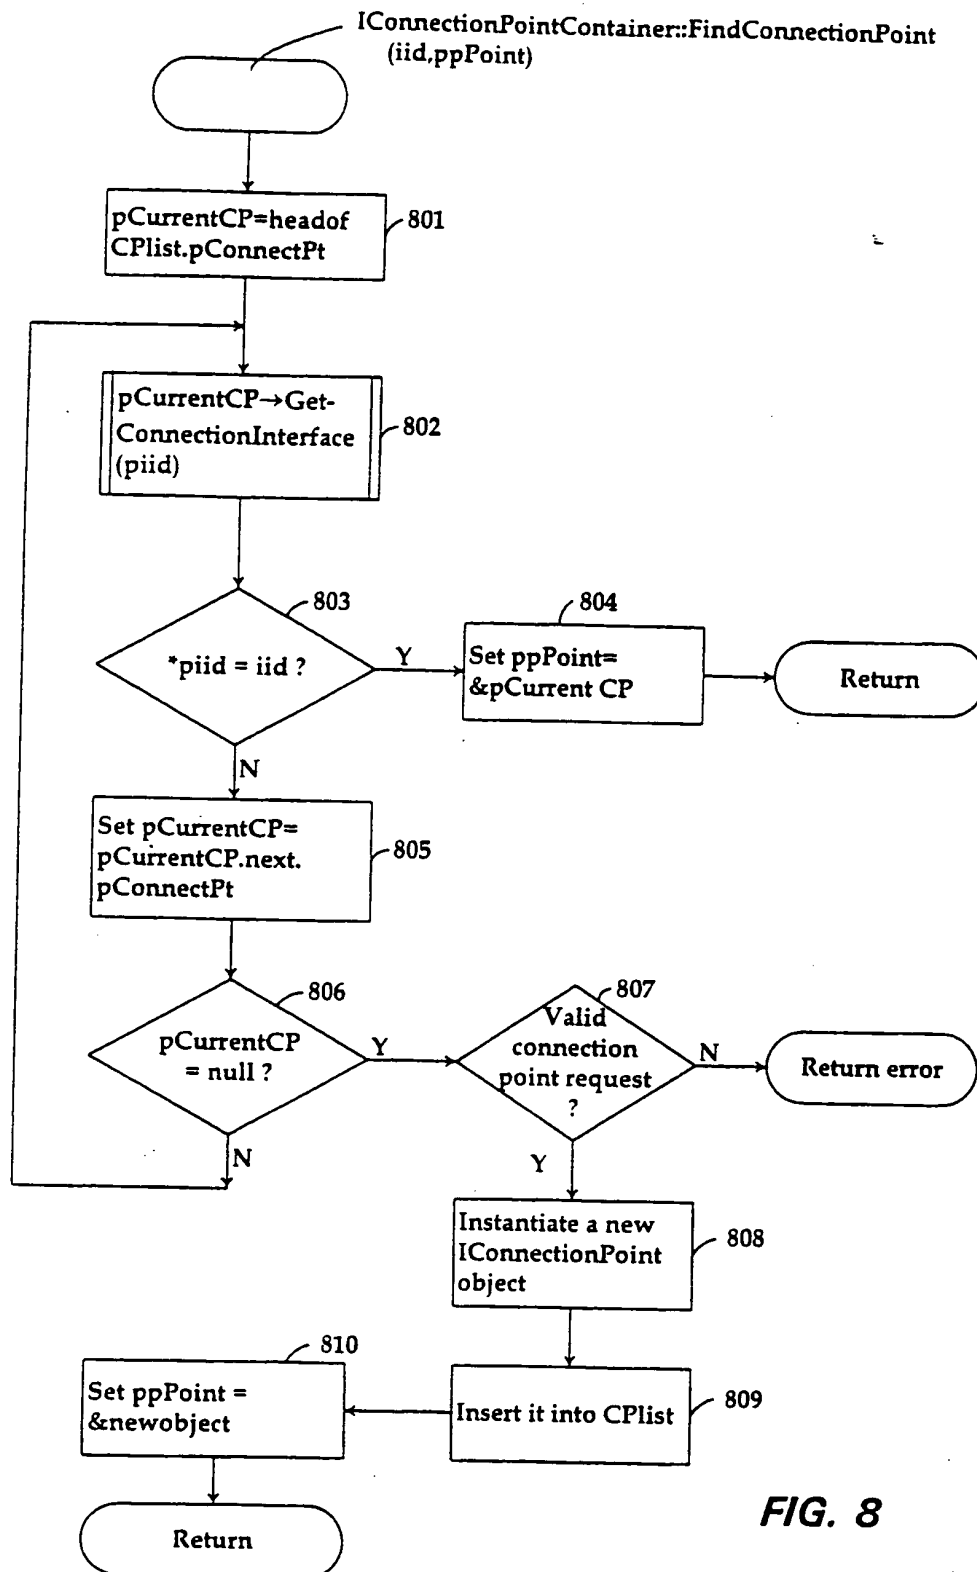 IConnectionPointContainer::FindConnectionPoint
(iid,ppPoint)
pCurrentCP=headof
CPlist.pConnectPt
801
pCurrentCP→Get-
ConnectionInterface
(piid)
802
803
*piid = iid ?
Y
804
Set ppPoint=
&pCurrent CP
Return
N
Set pCurrentCP=
pCurrentCP.next.
pConnectPt
805
806
pCurrentCP
= null ?
Y
807
Valid
connection
point request
?
N
Return error
N
Y
Instantiate a new
IConnectionPoint
object
808
Insert it into CPlist
809
810
Set ppPoint =
&newobject
Return
FIG. 8